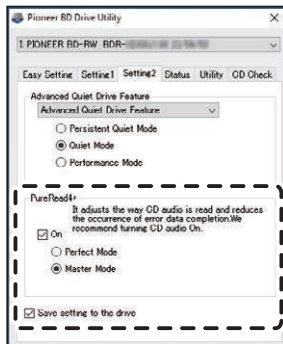 Pioneer BD Drive Utility
1 PIONEER BD-RW BDR-
Easy Setting Setting1 Setting2 Status Utility CD Check
Advanced Quiet Drive Feature
Advanced Quiet Drive Feature
Persistent Quiet Mode
Quiet Mode
Performance Mode
PureRead4+
It adjusts the way CD audio is read and reduces
the occurrence of error data completion.We
recommond turning CD audio On.
On
Perfect Mode
Master Mode
Save setting to the drive